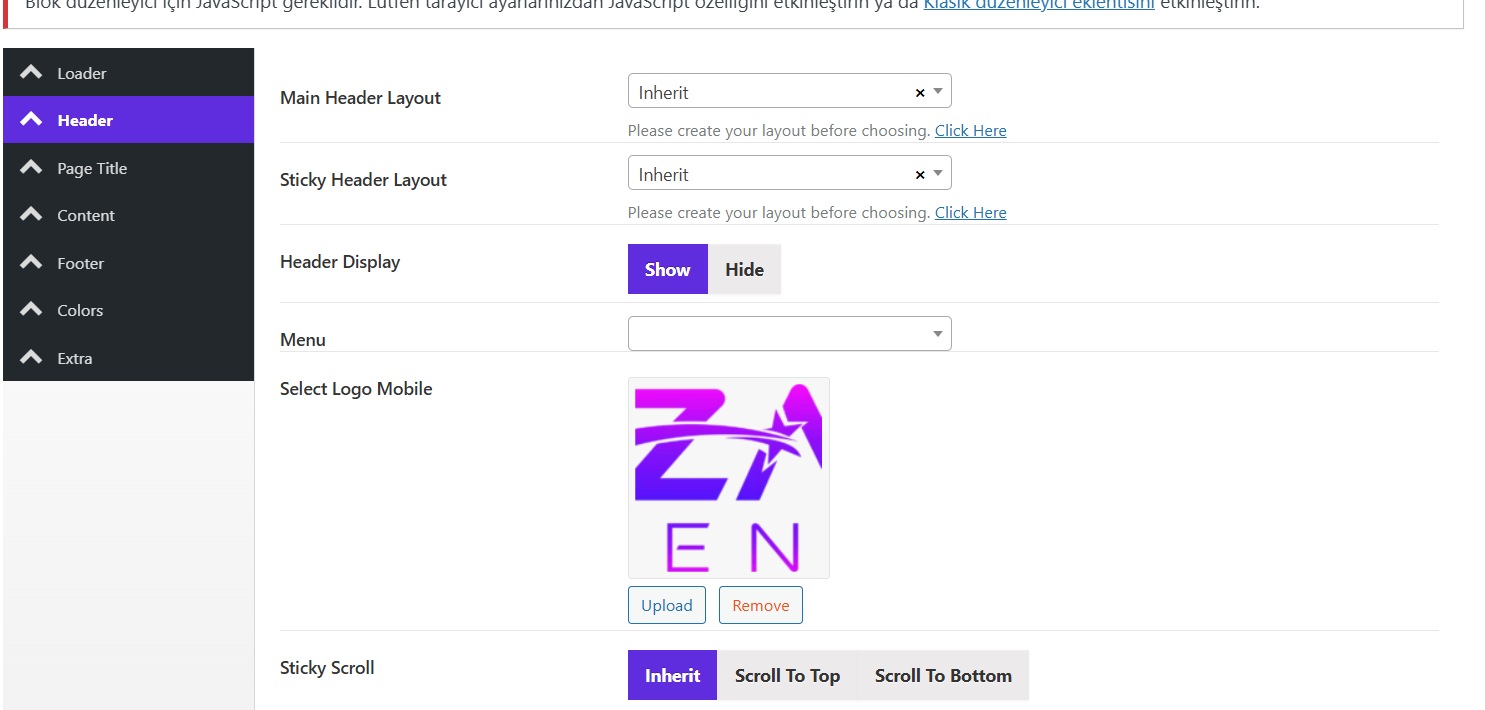 Blok düzenleyici için JavaScript gereklidir. Lütfen tarayıcı ayarlarınızdan JavaScript özelliğini etkinleştirin ya da Klasik düzenleyici eklentisini etkinleştirin.
Loader
Header
Page Title
Content
Footer
Colors
Extra
Main Header Layout
Inherit × 
Please create your layout before choosing. Click Here
Sticky Header Layout
Inherit ×
Please create your layout before choosing. Click Here
Header Display
Show Hide
Menu
Select Logo Mobile
ZA
EN
Upload Remove
Sticky Scroll
Inherit Scroll To Top Scroll To Bottom